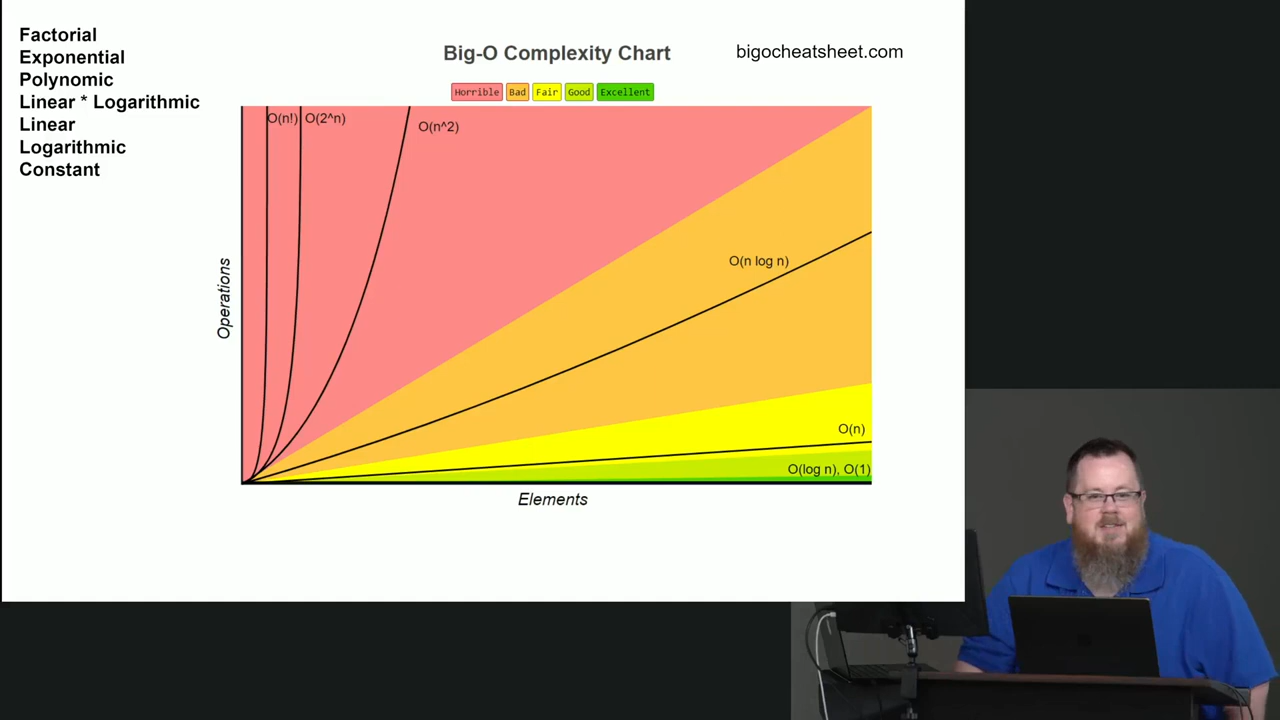 Factorial
Exponential
Polynomic
Linear * Logarithmic
Linear
Logarithmic
Constant
Big-O Complexity Chart
bigocheatsheet.com
Horrible Bad Fair Good Excellent
O(n!) O(2^n)
O(n^2)
O(n log n)
O(n)
O(log n), O(1)
Operations
Elements